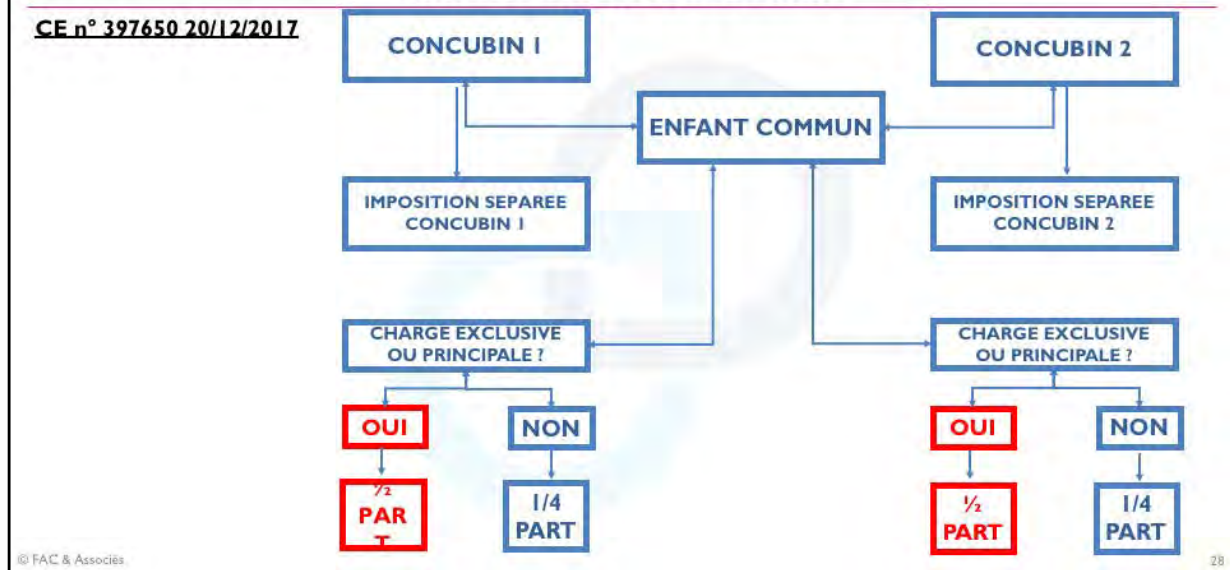 CE n° 397650 20/12/2017
CONCUBIN 1
CONCUBIN 2
ENFANT COMMUN
IMPOSITION SEPAREE
CONCUBIN 1
IMPOSITION SEPAREE
CONCUBIN 2
CHARGE EXCLUSIVE
OU PRINCIPALE ?
CHARGE EXCLUSIVE
OU PRINCIPALE ?
OUI
NON
OUI
NON
½
PAR
T
1/4
PART
½
PART
1/4
PART
© FAC & Associés
28